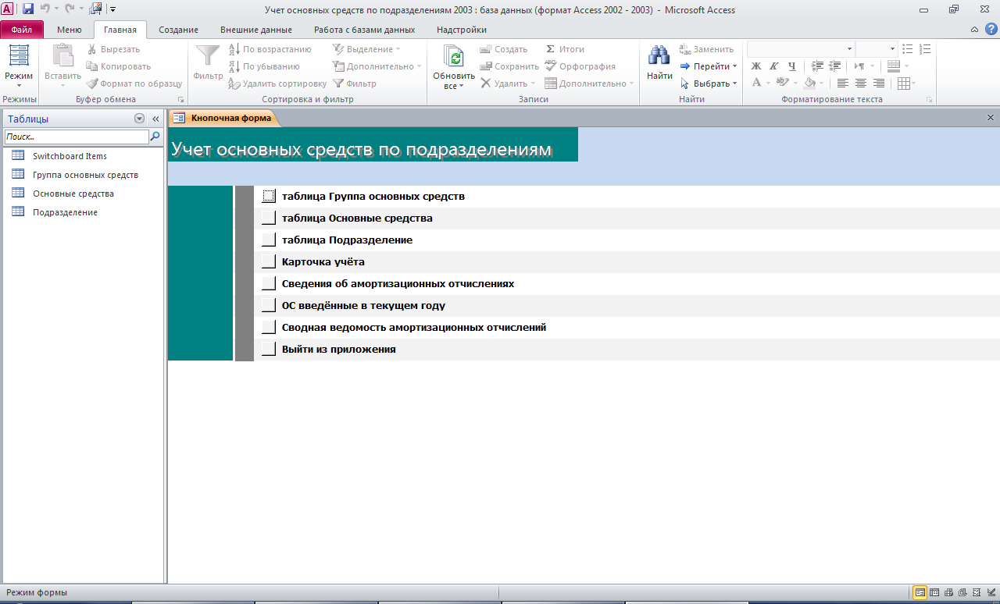 Учет основных средств по подразделениям 2003 : база данных (формат Access 2002 - 2003) - Microsoft Access
Файл Меню Главная Создание Внешние данные Работа с базами данных Надстройки
Режим
Режимы
Вставить
Вырезать
Копировать
Формат по образцу
Буфер обмена
Фильтр
По возрастанию
По убыванию
Удалить сортировку
Выделение
Дополнительно
Фильтр
Сортировка и фильтр
Обновить
все
Создать
Сохранить
Удалить
Итоги
Орфография
Дополнительно
Записи
Найти
Заменить
Перейти
Выбрать
Найти
Ж К Ч
А
Форматирование текста
Таблицы
Поиск...
Switchboard Items
Группа основных средств
Основные средства
Подразделение
Кнопочная форма
Учет основных средств по подразделениям
таблица Группа основных средств
таблица Основные средства
таблица Подразделение
Карточка учёта
Сведения об амортизационных отчислениях
ОС введённые в текущем году
Сводная ведомость амортизационных отчислений
Выйти из приложения
Режим формы